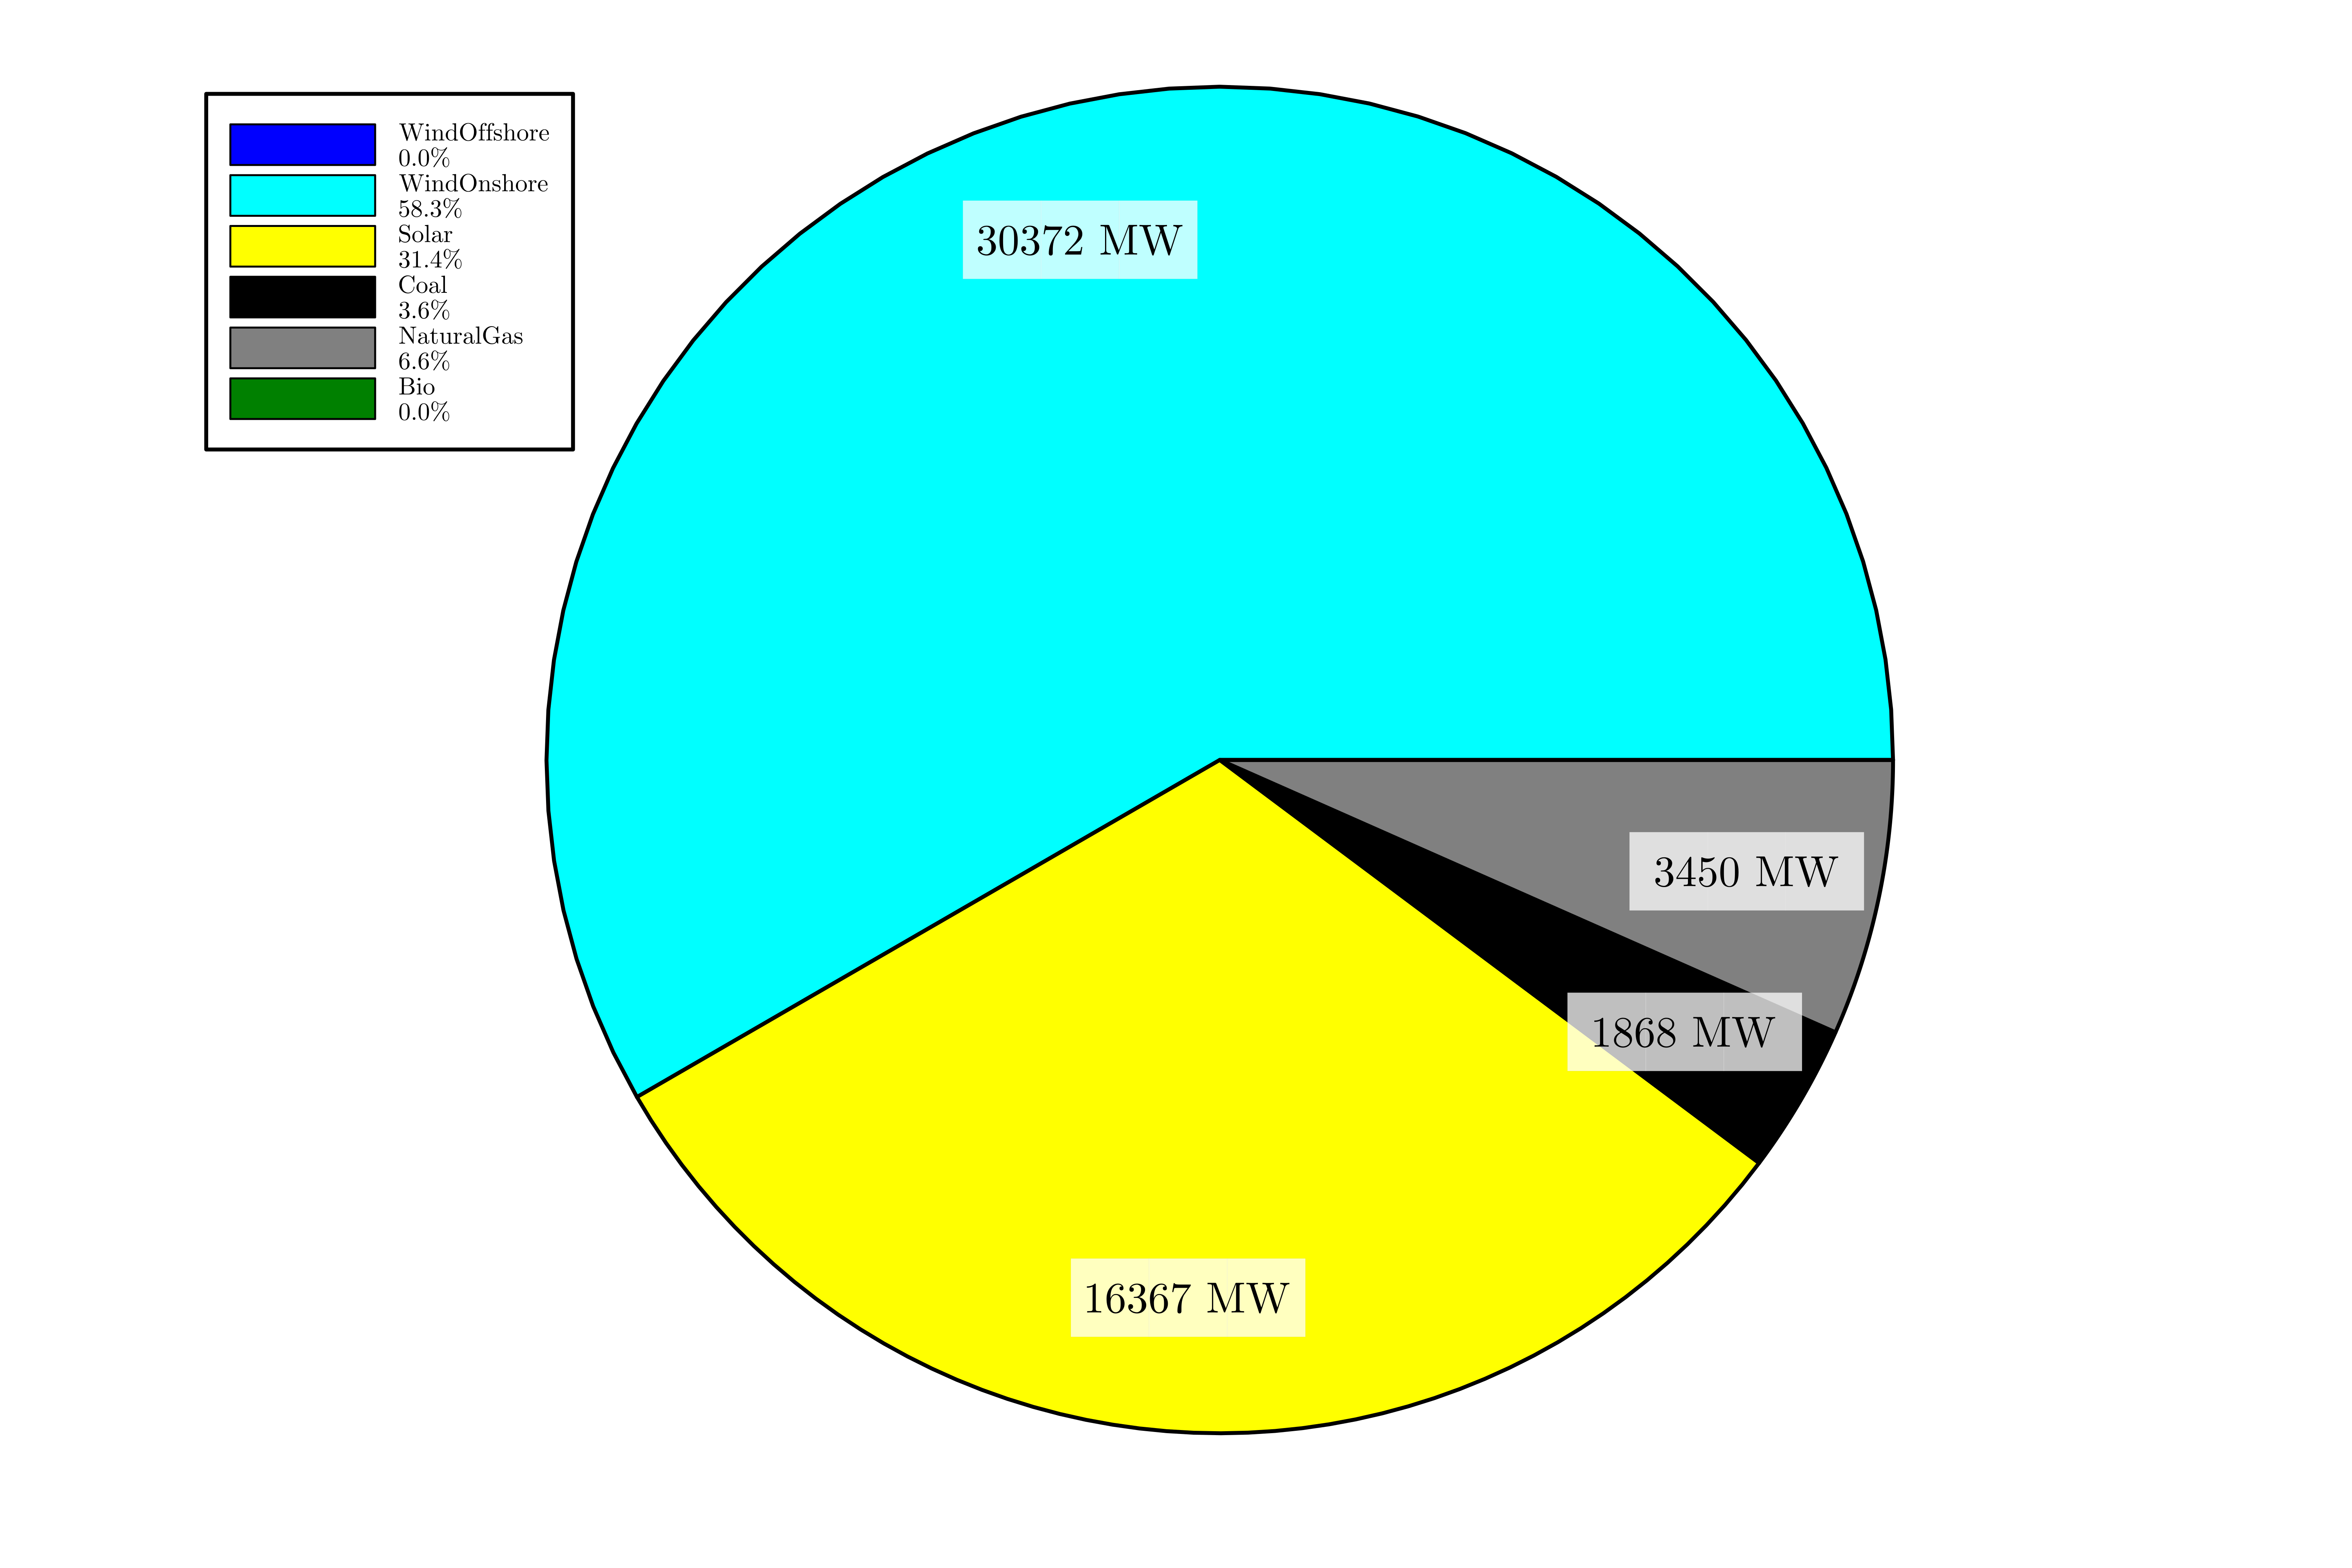 WindOffshore
0.0%
WindOnshore
58.3%
Solar
31.4%
Coal
3.6%
NaturalGas
6.6%
Bio
0.0%
30372 MW
3450 MW
1868 MW
16367 MW